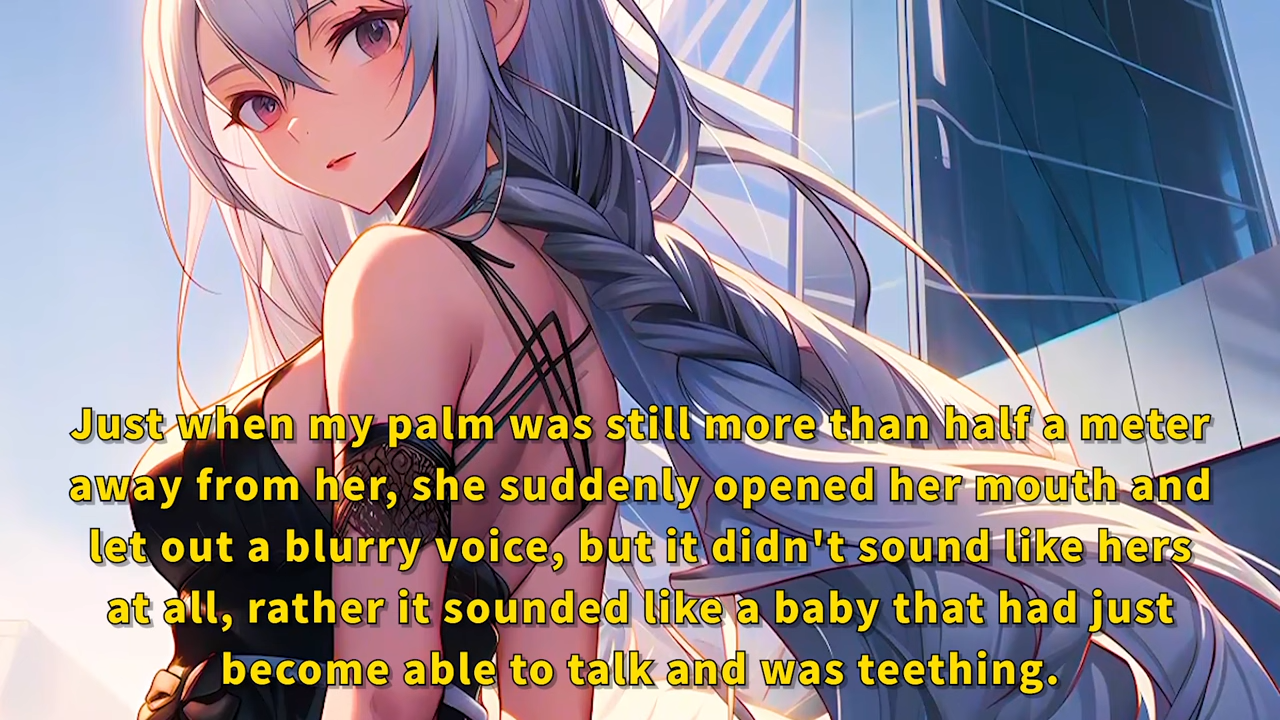 Just when my palm was still more than half a meter
away from her, she suddenly opened her mouth and
let out a blurry voice, but it didn't sound like hers
at all, rather it sounded like a baby that had just
become able to talk and was teething.